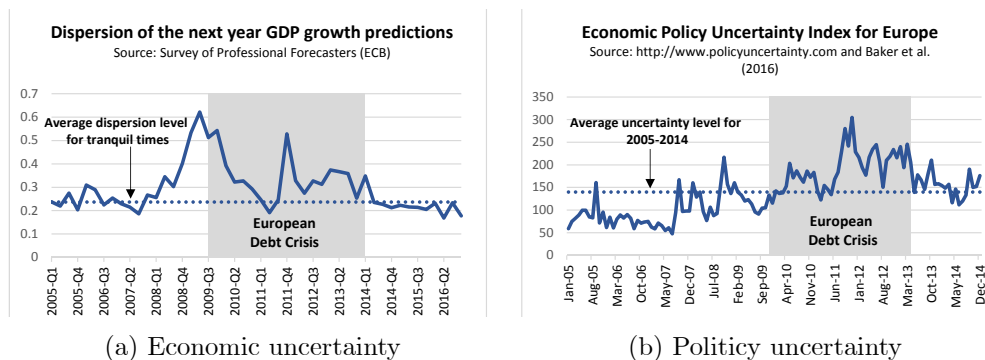 Dispersion of the next year GDP growth predictions
Source: Survey of Professional Forecasters (ECB)
0.7
0.6
0.5
0.4
0.3
0.2
0.1
0
Average dispersion level
for tranquil times
European
Debt Crisis
2005-Q1
2005-Q4
2006-Q3
2007-Q2
2008-Q1
2008-Q4
2009-Q3
2010-Q2
2011-Q1
2011-Q4
2012-Q3
2013-Q2
2014-Q1
2014-Q4
2015-Q3
2016-Q2
(a) Economic uncertainty
Economic Policy Uncertainty Index for Europe
Source: http://www.policyuncertainty.com and Baker et al.
(2016)
350
300
250
200
150
100
50
0
Average uncertainty level for
2005-2014
European
Debt Crisis
Jan-05
Aug-05
Mar-06
Oct-06
May-07
Dec-07
Jul-08
Feb-09
Sep-09
Apr-10
Nov-10
Jun-11
Jan-12
Aug-12
Mar-13
Oct-13
May-14
Dec-14
(b) Politicy uncertainty